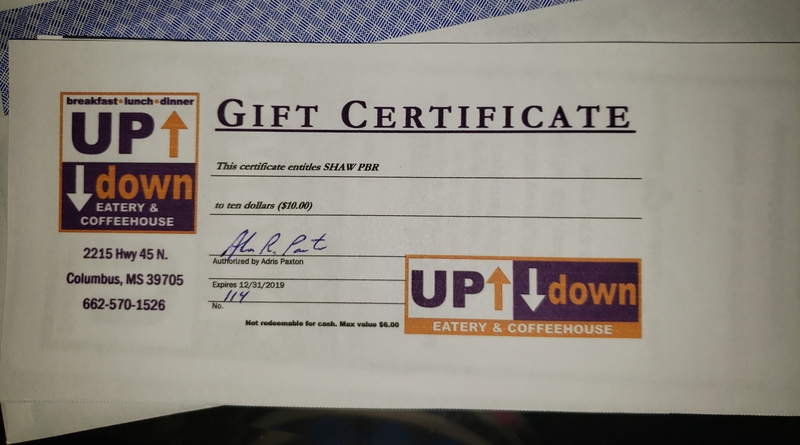 breakfast•lunch•dinner
UP↑
↓down
EATERY &
COFFEEHOUSE
2215 Hwy 45 N.
Columbus, MS 39705
662-570-1526
GIFT CERTIFICATE
This certificate entitles SHAW PBR
to ten dollars ($10.00)
Authorized by Adris Paxton
Expires 12/31/2019
114
No.
Not redeemable for cash. Max value $6.00
UP↑↓down
EATERY & COFFEEHOUSE